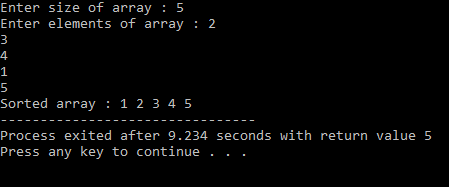 Enter size of array : 5
Enter elements of array : 2
3
4
1
5
Sorted array : 1 2 3 4 5
--------------------------------
Process exited after 9.234 seconds with return value 5
Press any key to continue . . .